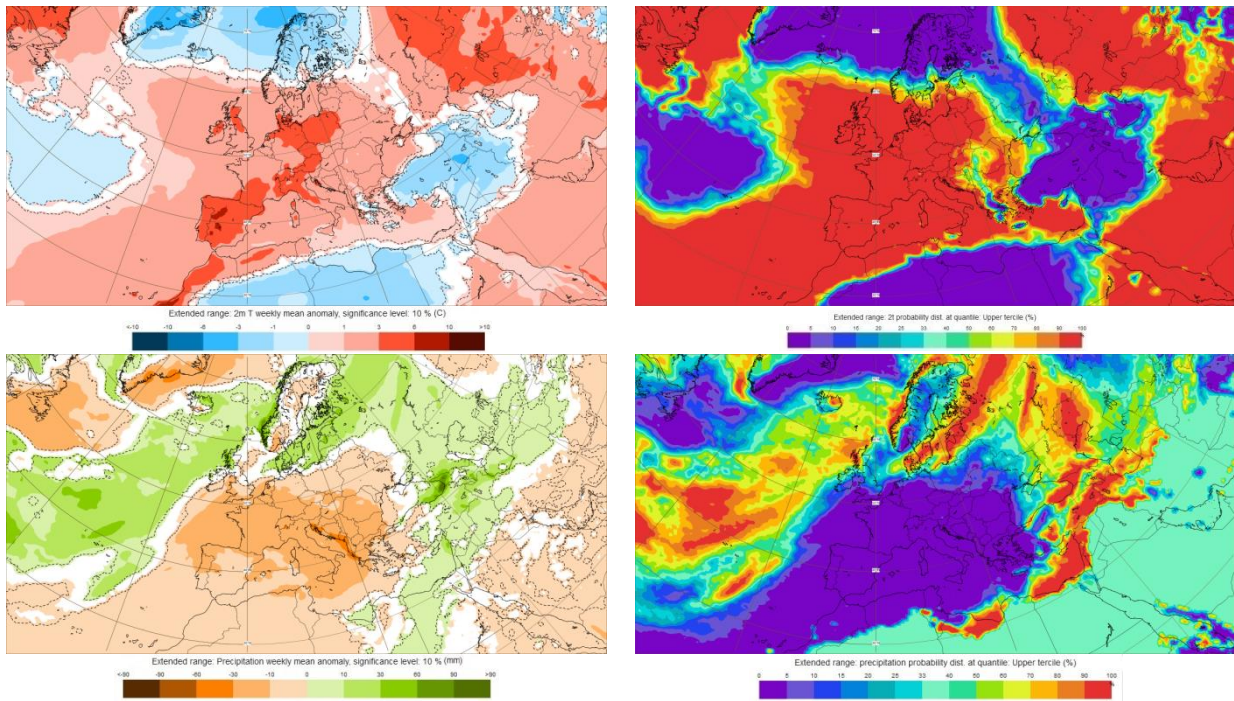 Extended range: 2m T weekly mean anomaly, significance level: 10 % (C)
<-10 -10 -6 -3 -1 0 1 3 6 10 >10
Extended range: 2t probability dist. at quantile: Upper tercile (%)
0 5 10 15 20 25 30 40 50 60 70 80 90 100
%
Extended range: Precipitation weekly mean anomaly, significance level: 10 % (mm)
<-90 -90 -60 -30 -10 0 10 30 60 90 >90
Extended range: precipitation probability dist. at quantile: Upper tercile (%)
0 5 10 15 20 25 30 40 50 60 70 80 90 100
%